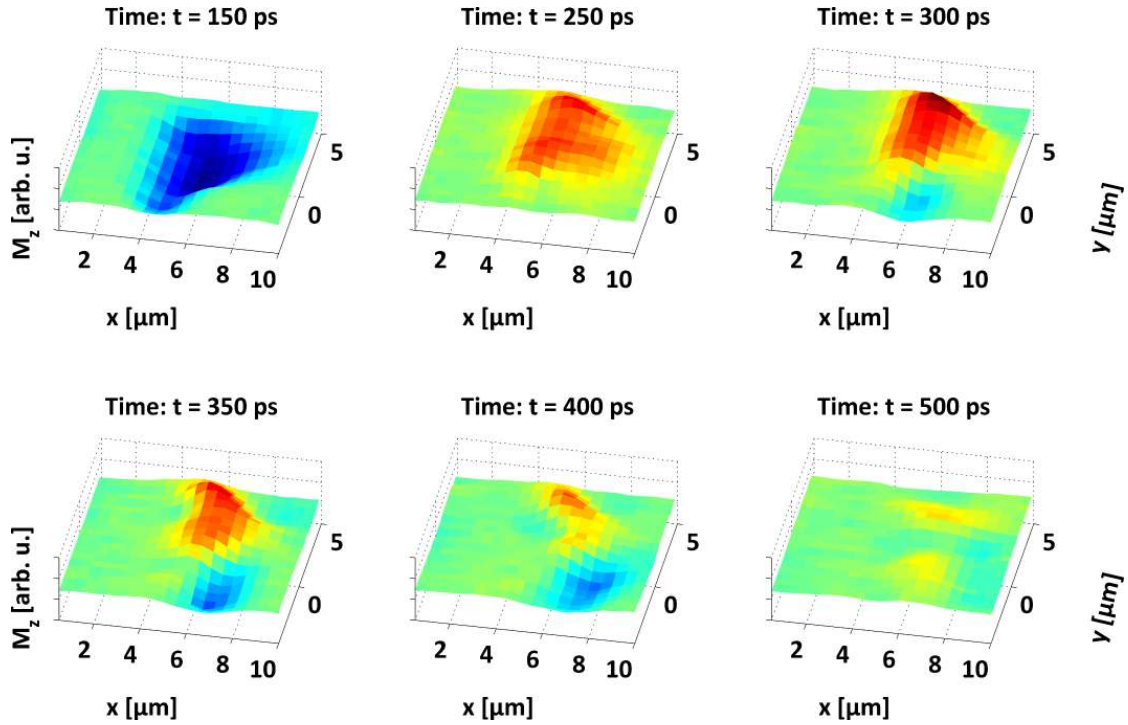 Time: t = 150 ps
Time: t = 250 ps
Time: t = 300 ps
M_z [arb. u.]
5
0
2
4
6
8
10
x [µm]
5
0
2
4
6
8
10
x [µm]
5
0
2
4
6
8
10
x [µm]
y [µm]
Time: t = 350 ps
Time: t = 400 ps
Time: t = 500 ps
M_z [arb. u.]
5
0
2
4
6
8
10
x [µm]
5
0
2
4
6
8
10
x [µm]
5
0
2
4
6
8
10
x [µm]
y [µm]